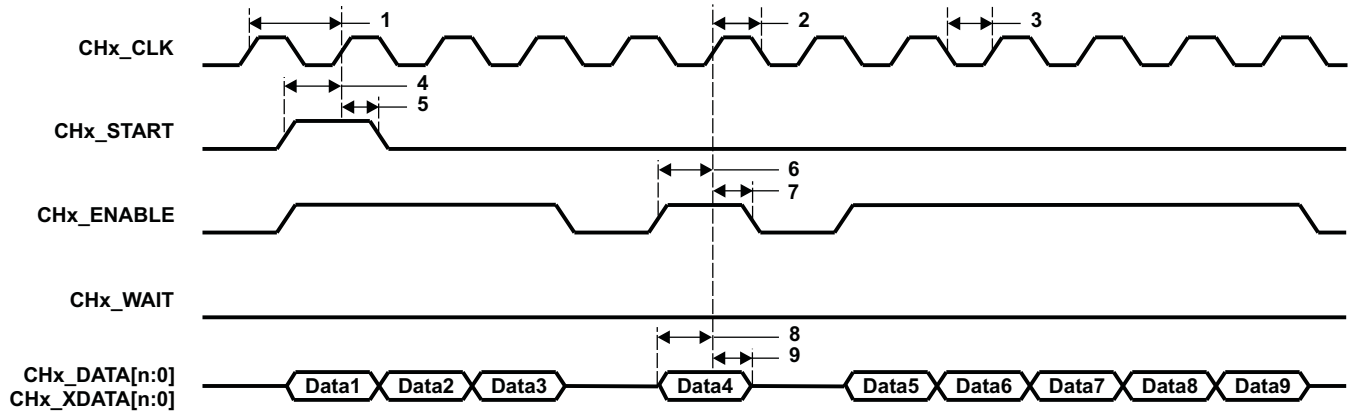 1
2
3
CHx_CLK
4
5
CHx_START
6
7
CHx_ENABLE
CHx_WAIT
8
9
CHx_DATA[n:0]
CHx_XDATA[n:0]
Data1 Data2 Data3 Data4 Data5 Data6 Data7 Data8 Data9